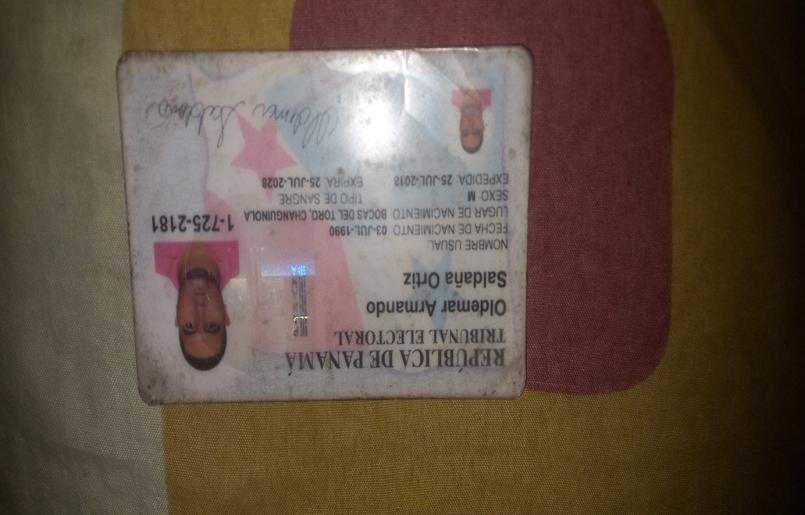 REPÚBLICA DE PANAMÁ
TRIBUNAL ELECTORAL
Oldemar Armando
Saldaña Ortiz
NOMBRE USUAL
FECHA DE NACIMIENTO: 03-JUL-1990
LUGAR DE NACIMIENTO: BOCAS DEL TORO, CHANGUINOLA
SEXO: M TIPO DE SANGRE
EXPEDIDA: 25-JUL-2018 EXPIRA: 25-JUL-2028
1-725-2181
Oldemar Saldaña